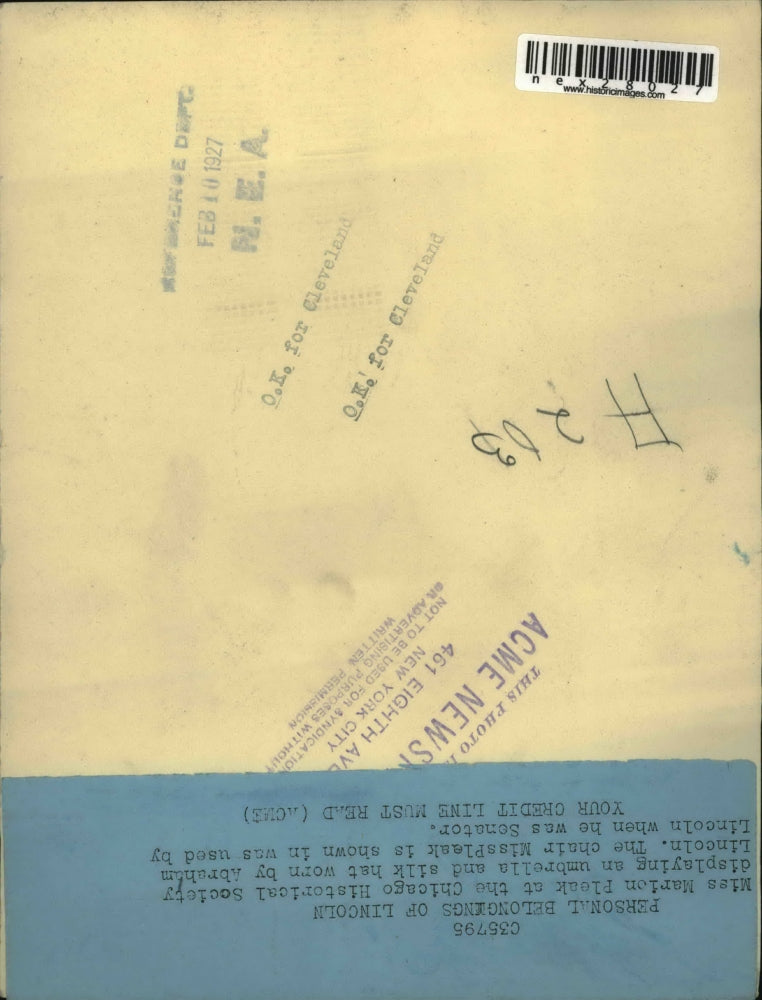 nex28027
www.historicimages.com
REFERENCE DEPT.
FEB 10 1927
N. E. A.
O.K. for Cleveland
O.K. for Cleveland
THIS PHOTO
ACME NEWS
461 EIGHTH AVE
NEW YORK CITY
NOT TO BE USED FOR SYNDICATION
OR ADVERTISING PURPOSES WITHOUT
WRITTEN PERMISSION
C35795
PERSONAL BELONGINGS OF LINCOLN
Miss Marion Pleak at the Chicago Historical Society
displaying an umbrella and silk hat worn by Abraham
Lincoln. The chair MissPleak is shown in was used by
Lincoln when he was Senator.
YOUR CREDIT LINE MUST READ (ACME)